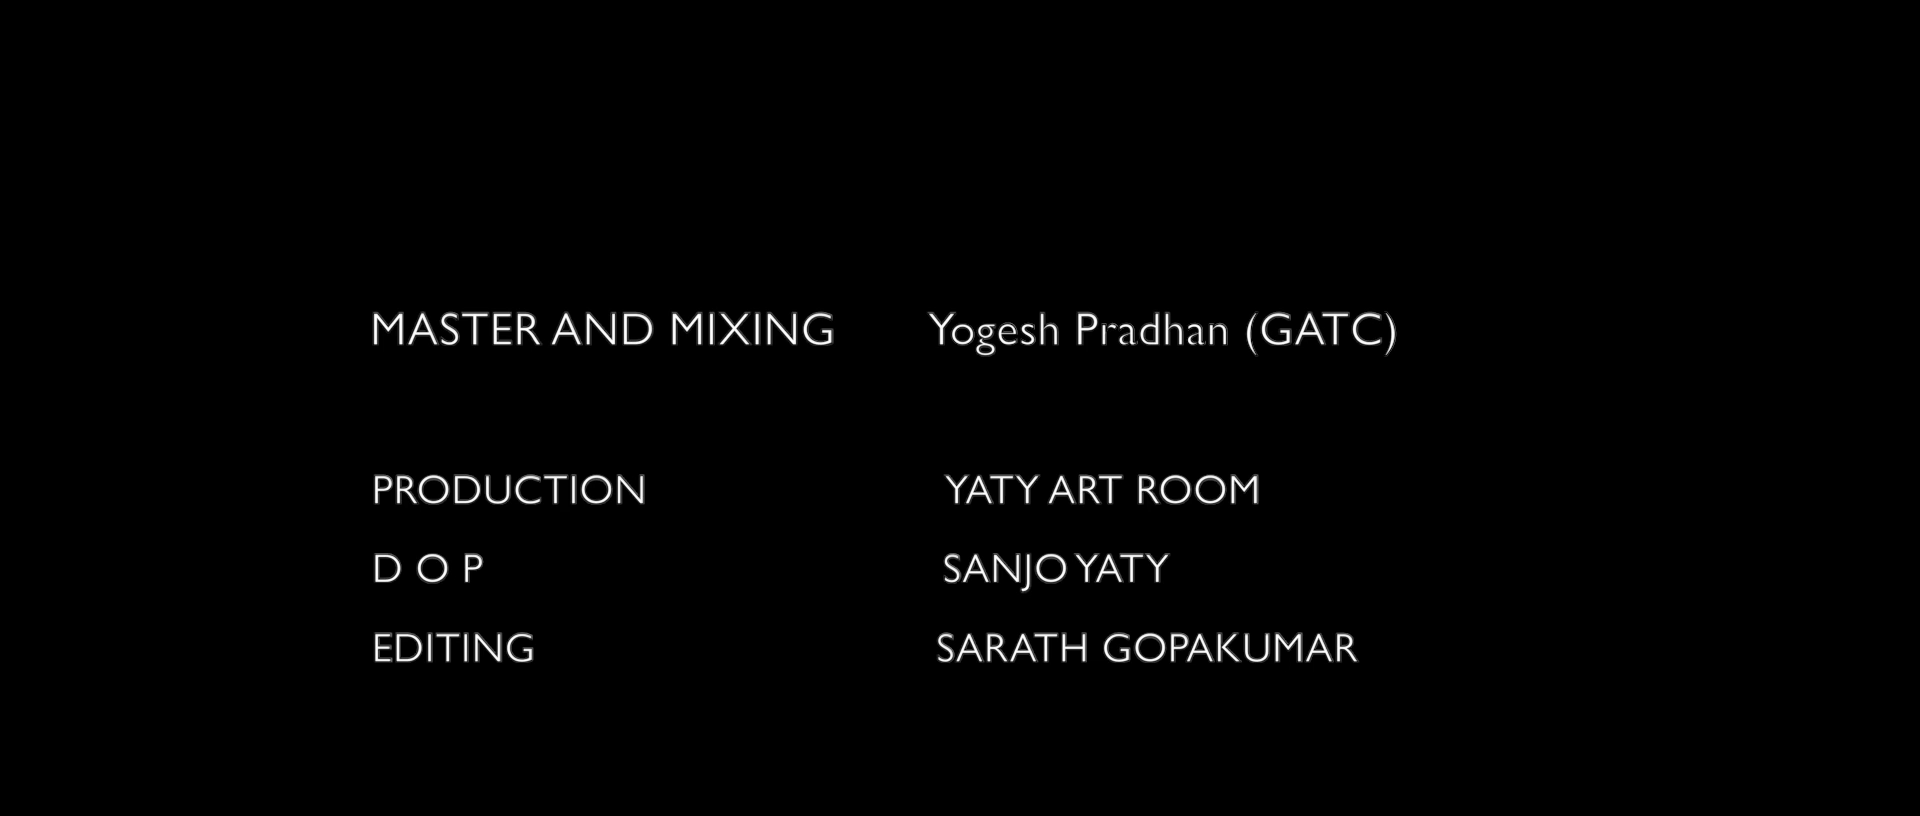 MASTER AND MIXING Yogesh Pradhan (GATC)
PRODUCTION YATY ART ROOM
D O P SANJO YATY
EDITING SARATH GOPAKUMAR